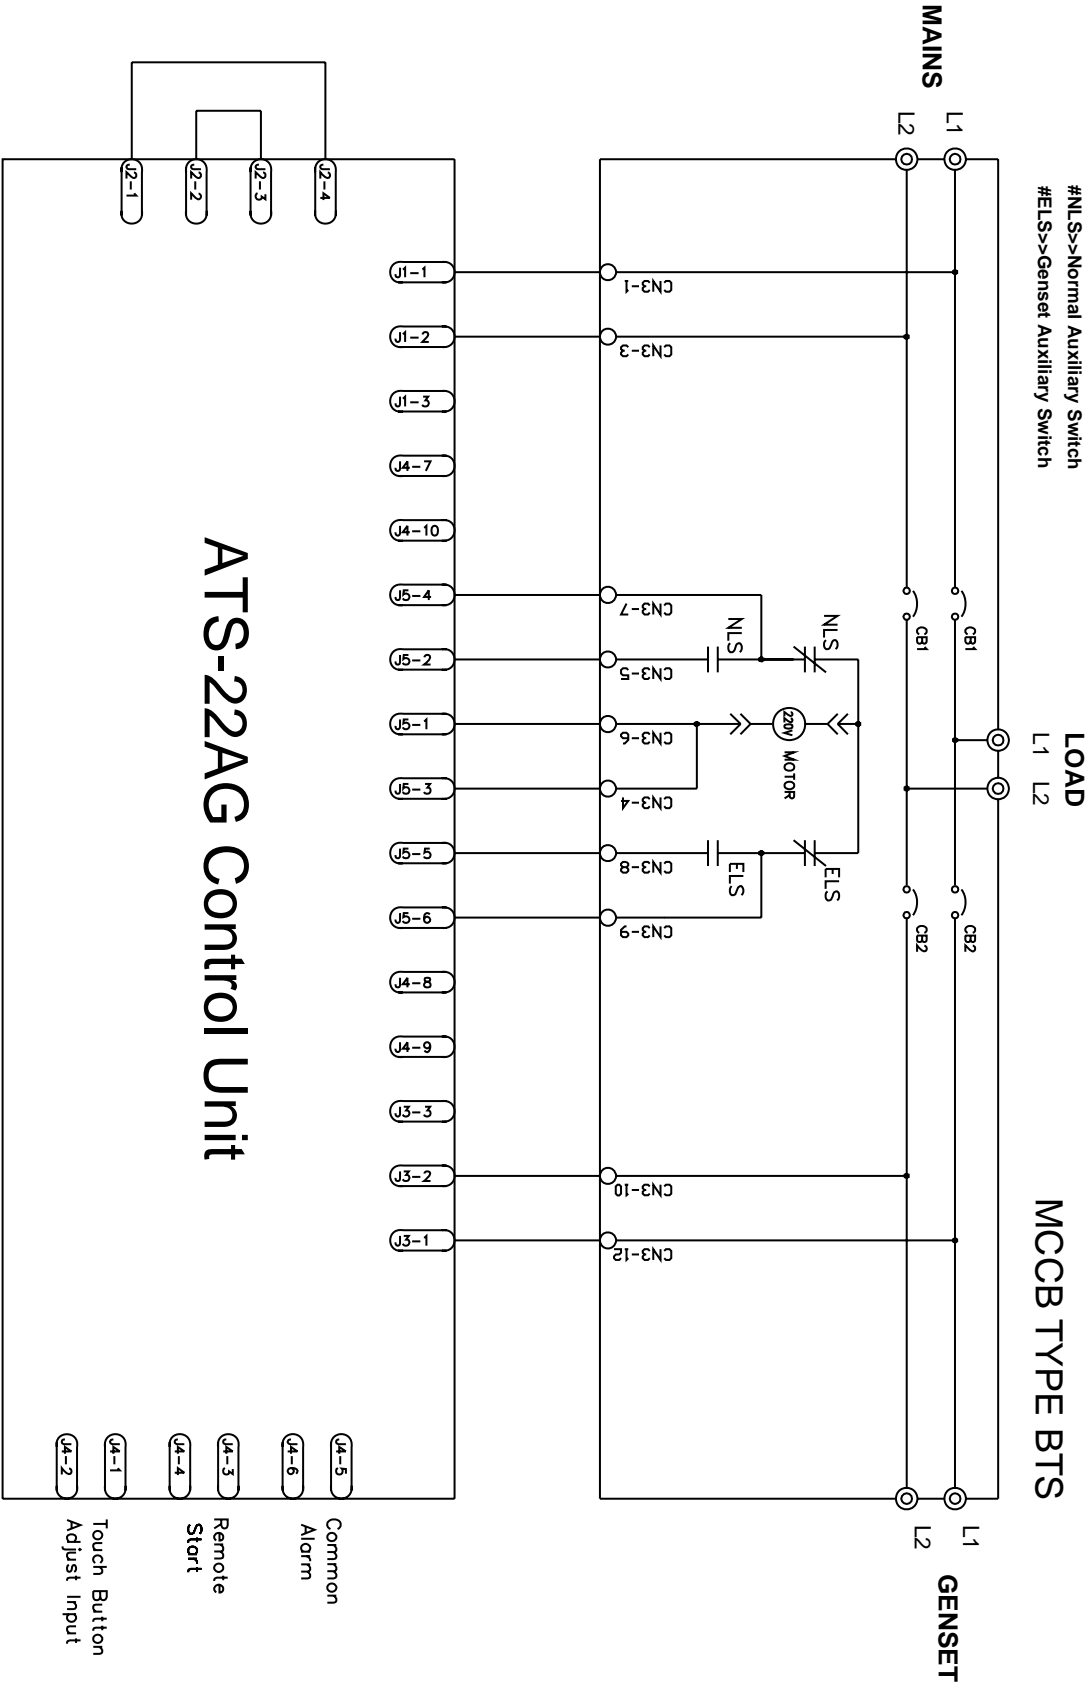 #NLS>>Normal Auxiliary Switch
#ELS>>Genset Auxiliary Switch
LOAD
L1 L2
MCCB TYPE BTS
MAINS
L1
L2
CB1
CB1
CB2
CB2
L1
L2
GENSET
NLS
NLS
220V
MOTOR
ELS
ELS
CN3-1
CN3-3
CN3-7
CN3-5
CN3-6
CN3-4
CN3-8
CN3-9
CN3-10
CN3-12
J1-1
J1-2
J1-3
J4-7
J4-10
J5-4
J5-2
J5-1
J5-3
J5-5
J5-6
J4-8
J4-9
J3-3
J3-2
J3-1
J2-4
J2-3
J2-2
J2-1
ATS-22AG Control Unit
J4-5
J4-6
Common
Alarm
J4-3
J4-4
Remote
Start
J4-1
J4-2
Touch Button
Adjust Input